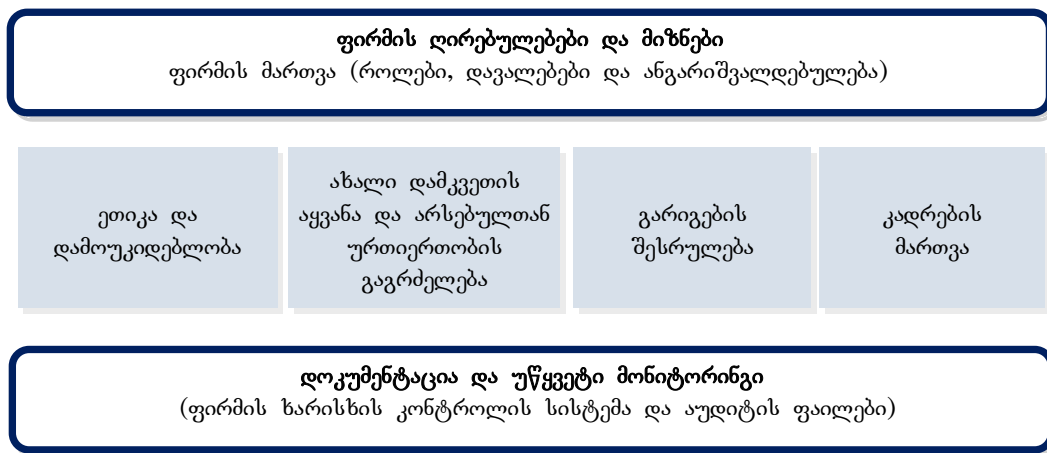 ფირმის ღირებულებები და მიზნები
ფირმის მართვა (როლები, დავალებები და ანგარიშვალდებულება)
ეთიკა და
დამოუკიდებლობა
ახალი დამკვეთის
აყვანა და არსებულთან
ურთიერთობის
გაგრძელება
გარიგების
შესრულება
კადრების
მართვა
დოკუმენტაცია და უწყვეტი მონიტორინგი
(ფირმის ხარისხის კონტროლის სისტემა და აუდიტის ფაილები)